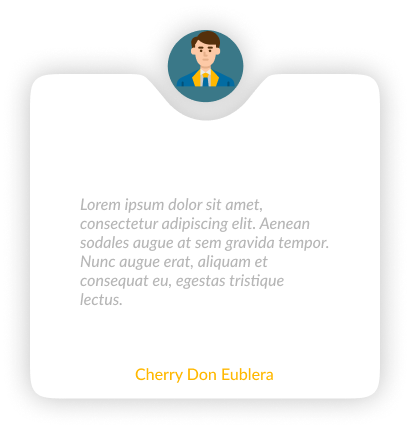 Lorem ipsum dolor sit amet,
consectetur adipiscing elit. Aenean
sodales augue at sem gravida tempor.
Nunc augue erat, aliquam et
consequat eu, egestas tristique
lectus.
Cherry Don Eublera